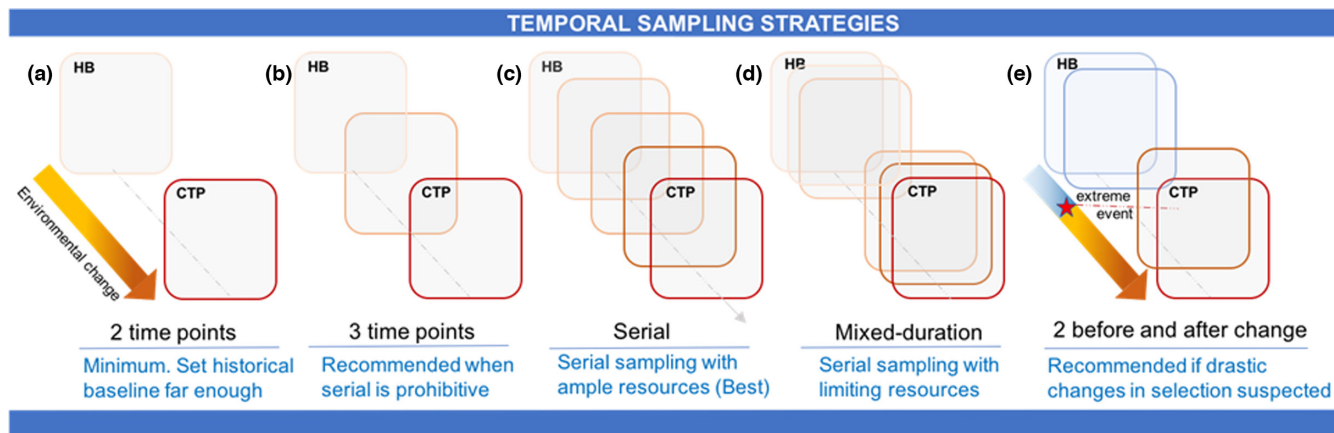 TEMPORAL SAMPLING STRATEGIES
(a)
HB
CTP
Environmental change
2 time points
Minimum. Set historical
baseline far enough
(b)
HB
CTP
3 time points
Recommended when
serial is prohibitive
(c)
HB
CTP
Serial
Serial sampling with
ample resources (Best)
(d)
HB
CTP
Mixed-duration
Serial sampling with
limiting resources
(e)
HB
CTP
extreme
event
2 before and after change
Recommended if drastic
changes in selection suspected